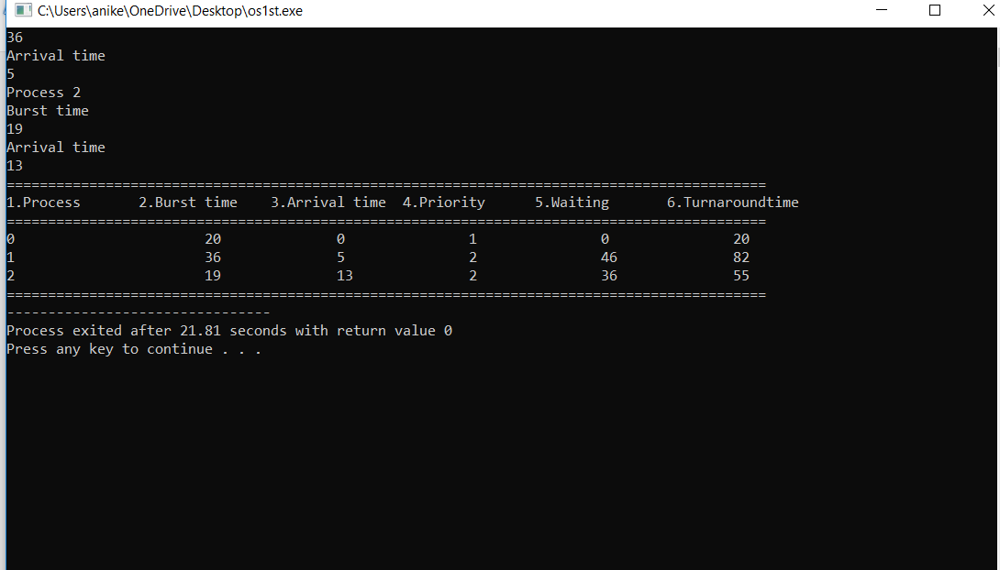 C:\Users\anike\OneDrive\Desktop\os1st.exe
36
Arrival time
5
Process 2
Burst time
19
Arrival time
13
============================================================================================
1.Process 2.Burst time 3.Arrival time 4.Priority 5.Waiting 6.Turnaroundtime
============================================================================================
0 20 0 1 0 20
1 36 5 2 46 82
2 19 13 2 36 55
============================================================================================
--------------------------------
Process exited after 21.81 seconds with return value 0
Press any key to continue . . .